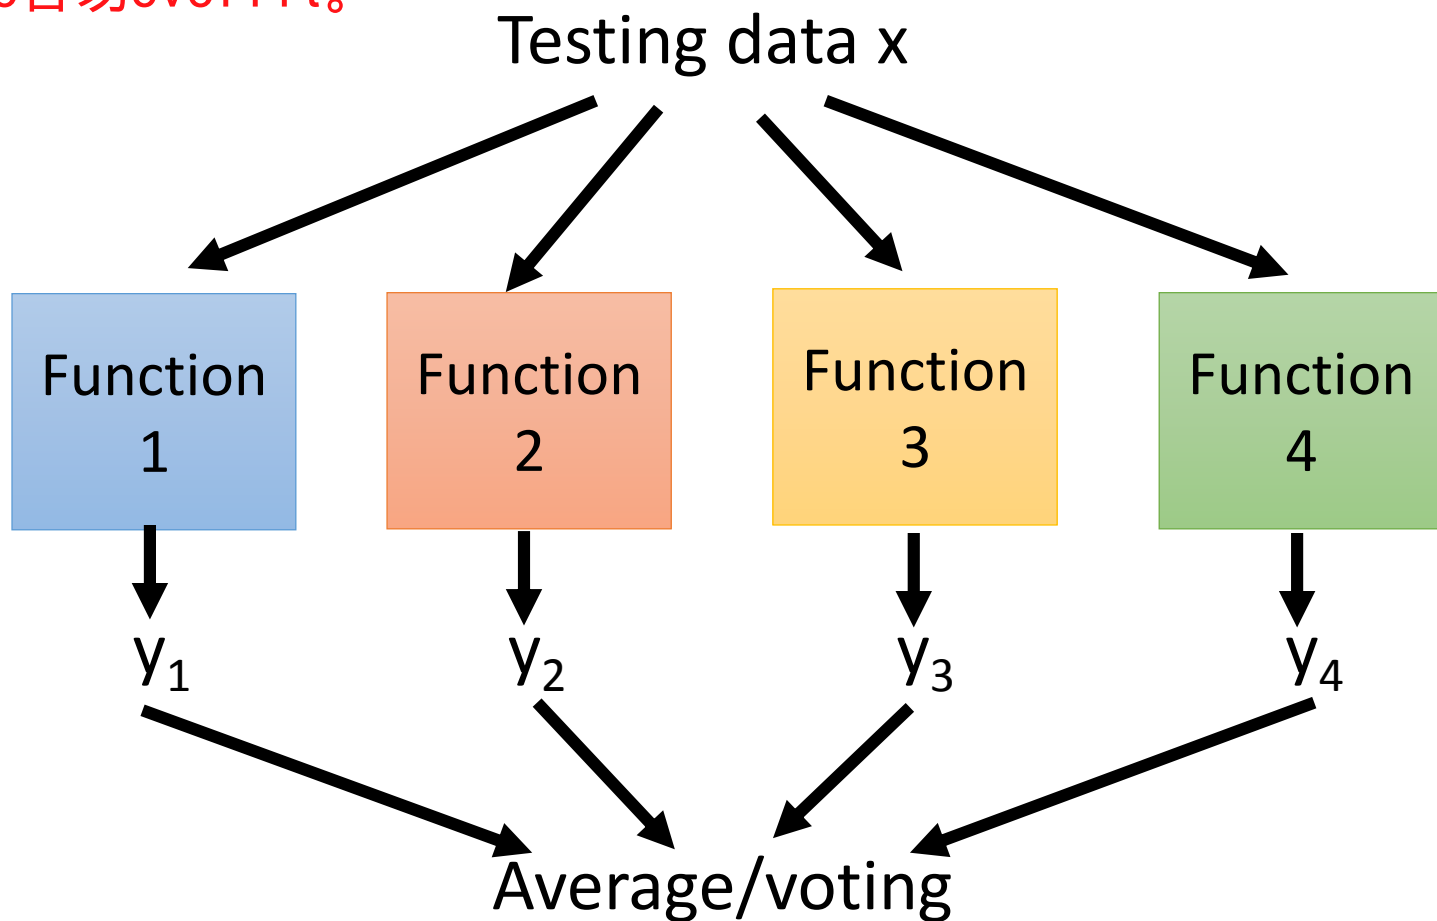 Testing data x
Function
1
Function
2
Function
3
Function
4
y1
y2
y3
y4
Average/voting